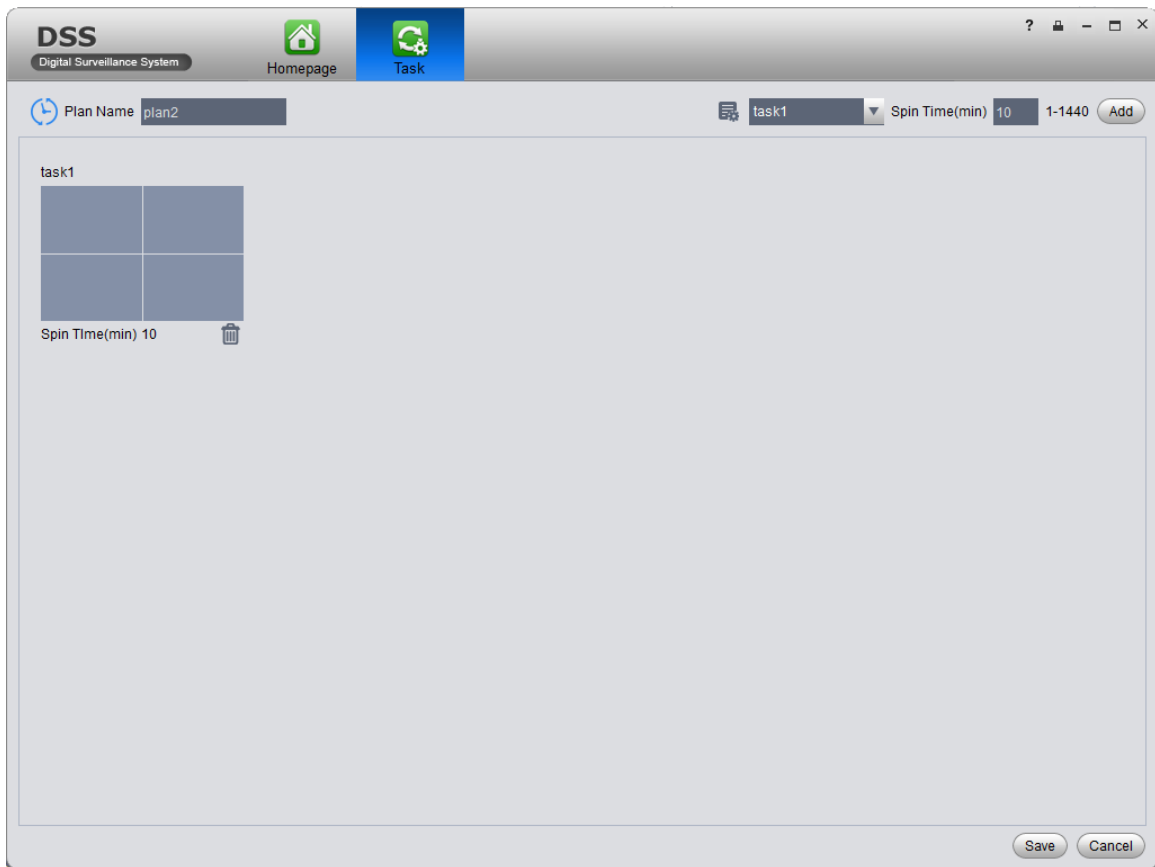 DSS
Digital Surveillance System
Homepage
Task
?
Plan Name plan2
task1 Spin Time(min) 10 1-1440 Add
task1
Spin TIme(min) 10
Save Cancel